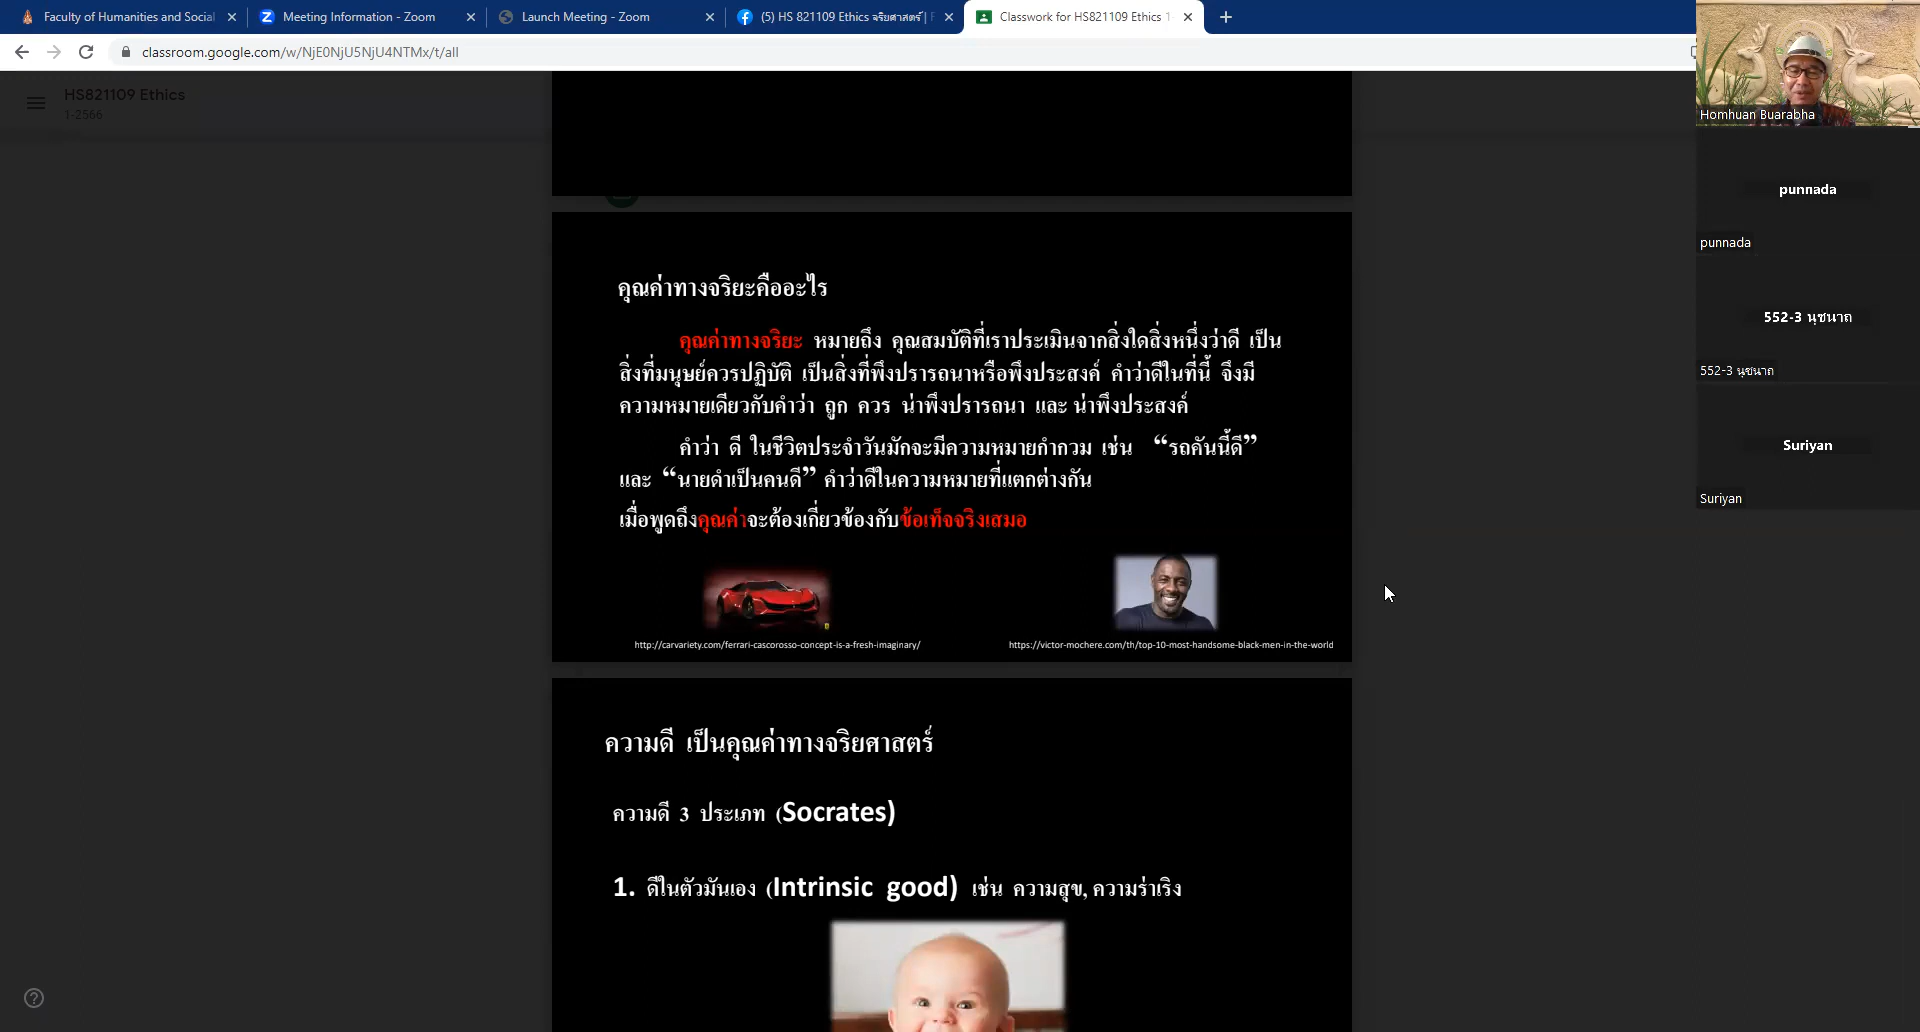 Faculty of Humanities and Social
Meeting Information - Zoom
Launch Meeting - Zoom
(5) HS 821109 Ethics จริยศาสตร์ | F
Classwork for HS821109 Ethics 1
classroom.google.com/w/NjE0NjU5NjU4NTMx/t/all
HS821109 Ethics
1-2566
คุณค่าทางจริยะคืออะไร
คุณค่าทางจริยะ หมายถึง คุณสมบัติที่เราประเมินจากสิ่งใดสิ่งหนึ่งว่าดี เป็น
สิ่งที่มนุษย์ควรปฏิบัติ เป็นสิ่งที่พึงปรารถนาหรือพึงประสงค์ คำว่าดีในที่นี้ จึงมี
ความหมายเดียวกับคำว่า ถูก ควร น่าพึงปรารถนา และ น่าพึงประสงค์
คำว่า ดี ในชีวิตประจำวันมักจะมีความหมายกำกวม เช่น “รถคันนี้ดี”
และ “นายดำเป็นคนดี” คำว่าดีในความหมายที่แตกต่างกัน
เมื่อพูดถึงคุณค่าจะต้องเกี่ยวข้องกับข้อเท็จจริงเสมอ
http://carvariety.com/ferrari-cascorosso-concept-is-a-fresh-imaginary/
https://victor-mochere.com/th/top-10-most-handsome-black-men-in-the-world
ความดี เป็นคุณค่าทางจริยศาสตร์
ความดี 3 ประเภท (Socrates)
1. ดีในตัวมันเอง (Intrinsic good) เช่น ความสุข, ความร่าเริง
Homhuan Buarabha
punnada
punnada
552-3 นุชนาถ
552-3 นุชนาถ
Suriyan
Suriyan